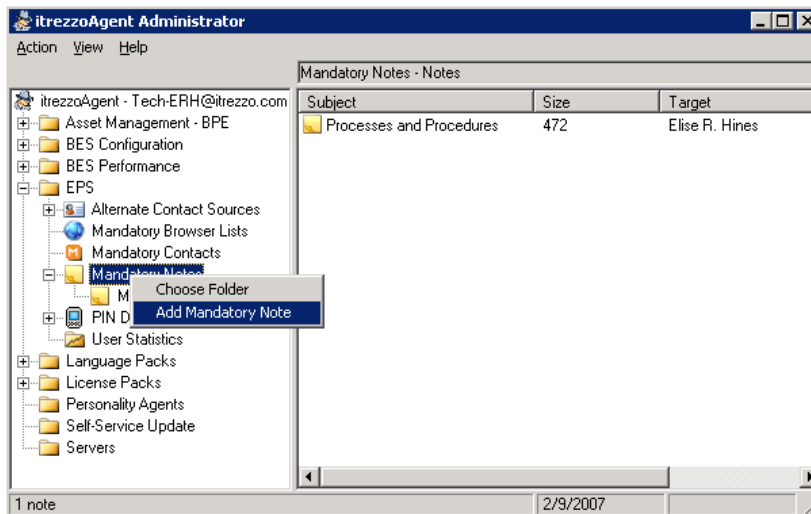 itrezzoAgent Administrator
Action View Help
Mandatory Notes - Notes
itrezzoAgent - Tech-ERH@itrezzo.com
Asset Management - BPE
BES Configuration
BES Performance
EPS
Alternate Contact Sources
Mandatory Browser Lists
Mandatory Contacts
Mandatory Notes
M
PIN D
User Statistics
Language Packs
License Packs
Personality Agents
Self-Service Update
Servers
Choose Folder
Add Mandatory Note
Subject Size Target
Processes and Procedures 472 Elise R. Hines
1 note 2/9/2007